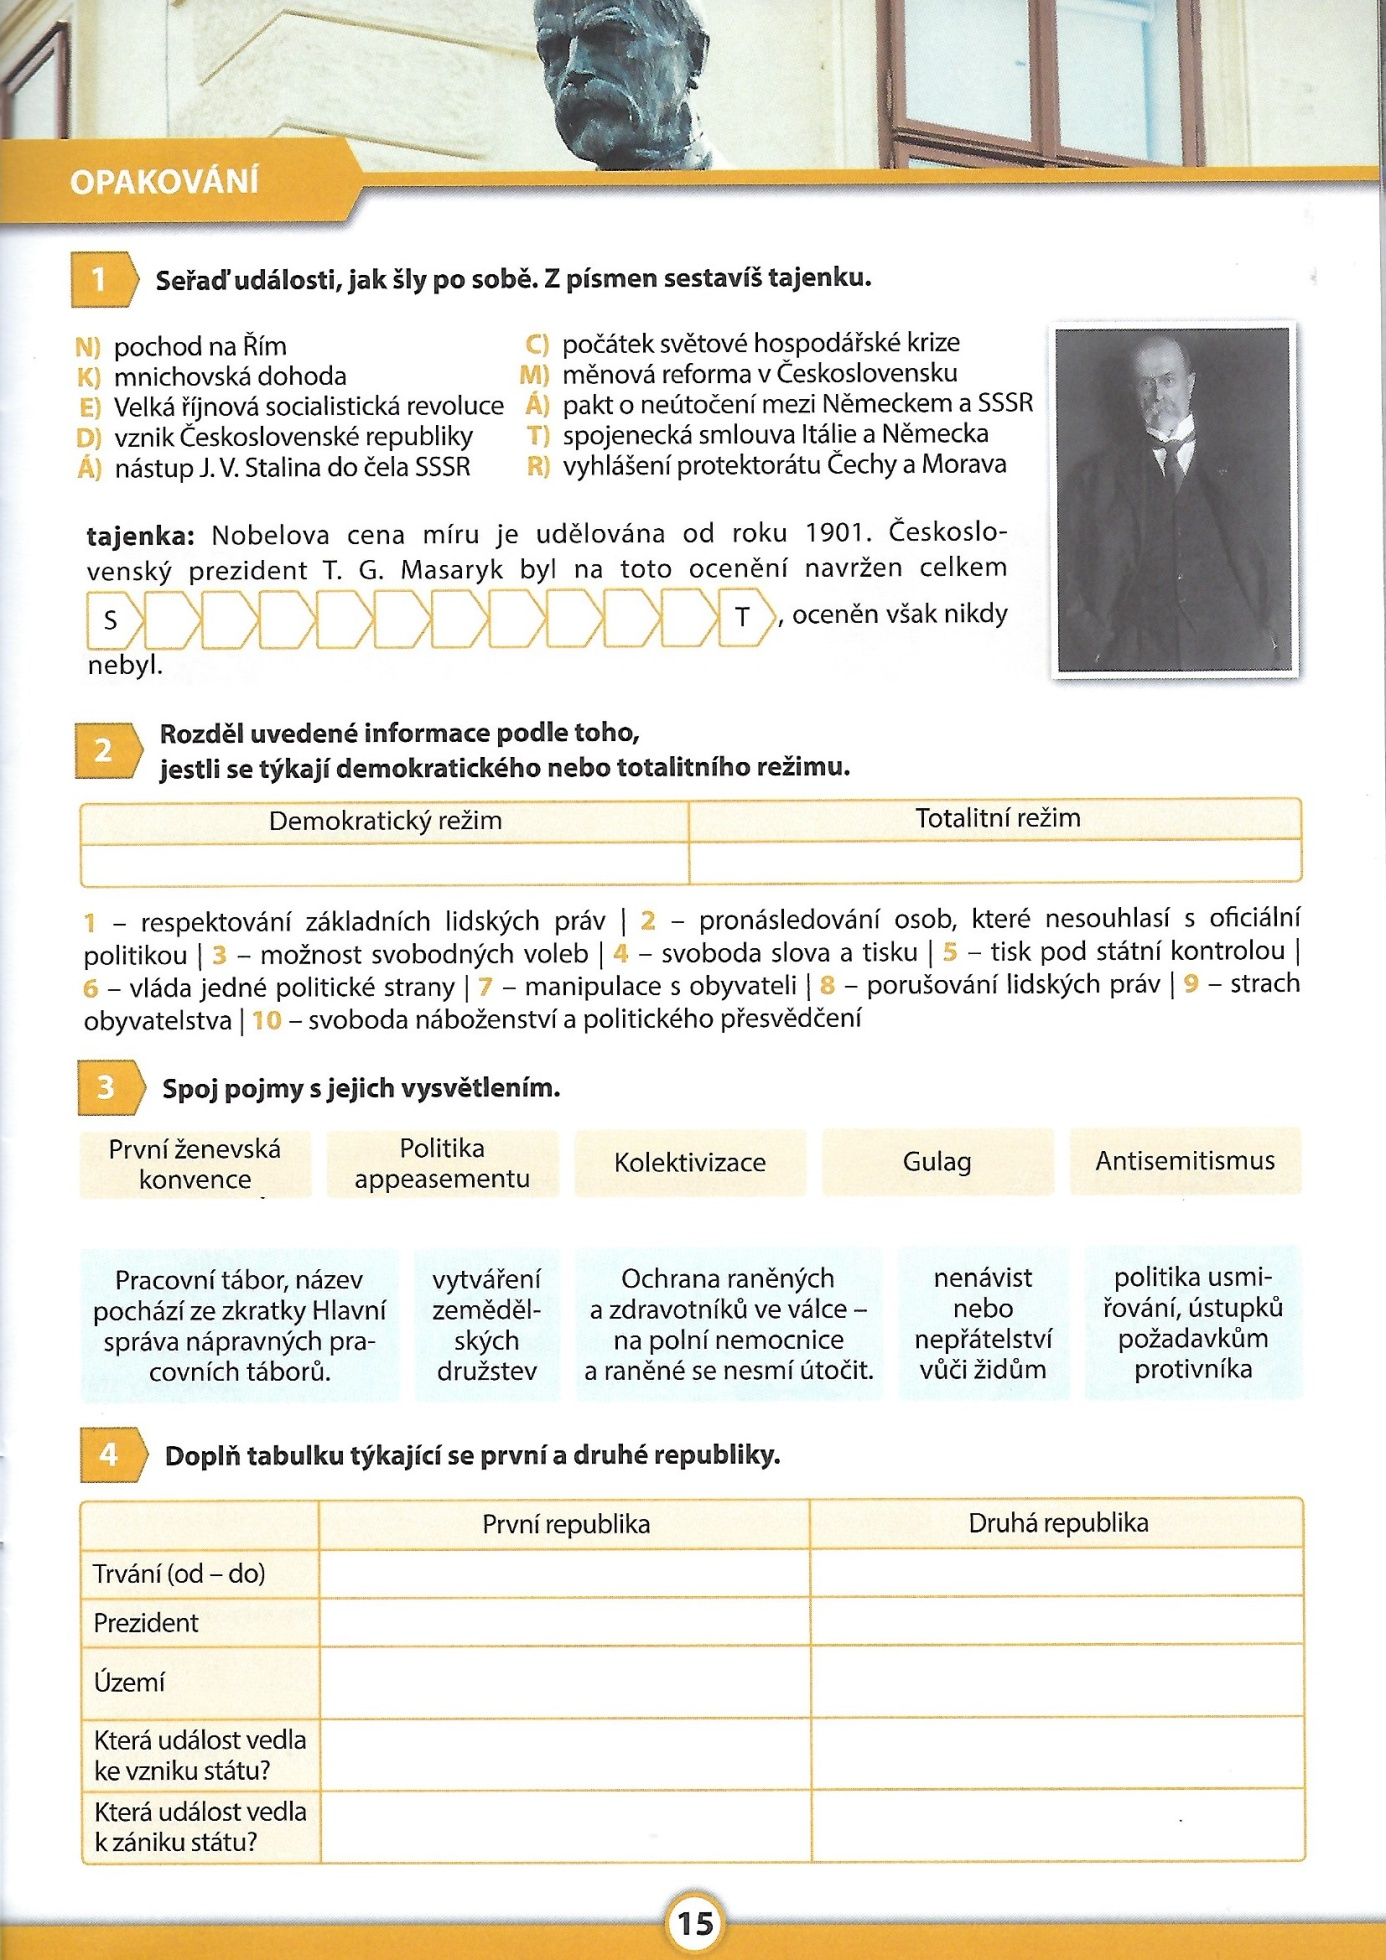 OPAKOVÁNÍ
1 Seřaď události, jak šly po sobě. Z písmen sestavíš tajenku.
N) pochod na Řím
K) mnichovská dohoda
E) Velká říjnová socialistická revoluce
D) vznik Československé republiky
Á) nástup J. V. Stalina do čela SSSR
C) počátek světové hospodářské krize
M) měnová reforma v Československu
Á) pakt o neútočení mezi Německem a SSSR
T) spojenecká smlouva Itálie a Německa
R) vyhlášení protektorátu Čechy a Morava
tajenka: Nobelova cena míru je udělována od roku 1901. Českoslo-
venský prezident T. G. Masaryk byl na toto ocenění navržen celkem
S T , oceněn však nikdy
nebyl.
2 Rozděl uvedené informace podle toho,
jestli se týkají demokratického nebo totalitního režimu.
Demokratický režim Totalitní režim
1 – respektování základních lidských práv | 2 – pronásledování osob, které nesouhlasí s oficiální
politikou | 3 – možnost svobodných voleb | 4 – svoboda slova a tisku | 5 – tisk pod státní kontrolou |
6 – vláda jedné politické strany | 7 – manipulace s obyvateli | 8 – porušování lidských práv | 9 – strach
obyvatelstva | 10 – svoboda náboženství a politického přesvědčení
3 Spoj pojmy s jejich vysvětlením.
První ženevská
konvence
Politika
appeasementu
Kolektivizace
Gulag
Antisemitismus
Pracovní tábor, název
pochází ze zkratky Hlavní
správa nápravných pra-
covních táborů.
vytváření
zeměděl-
ských
družstev
Ochrana raněných
a zdravotníků ve válce –
na polní nemocnice
a raněné se nesmí útočit.
nenávist
nebo
nepřátelství
vůči židům
politika usmi-
řování, ústupků
požadavkům
protivníka
4 Doplň tabulku týkající se první a druhé republiky.
První republika Druhá republika
Trvání (od – do)
Prezident
Území
Která událost vedla
ke vzniku státu?
Která událost vedla
k zániku státu?
15